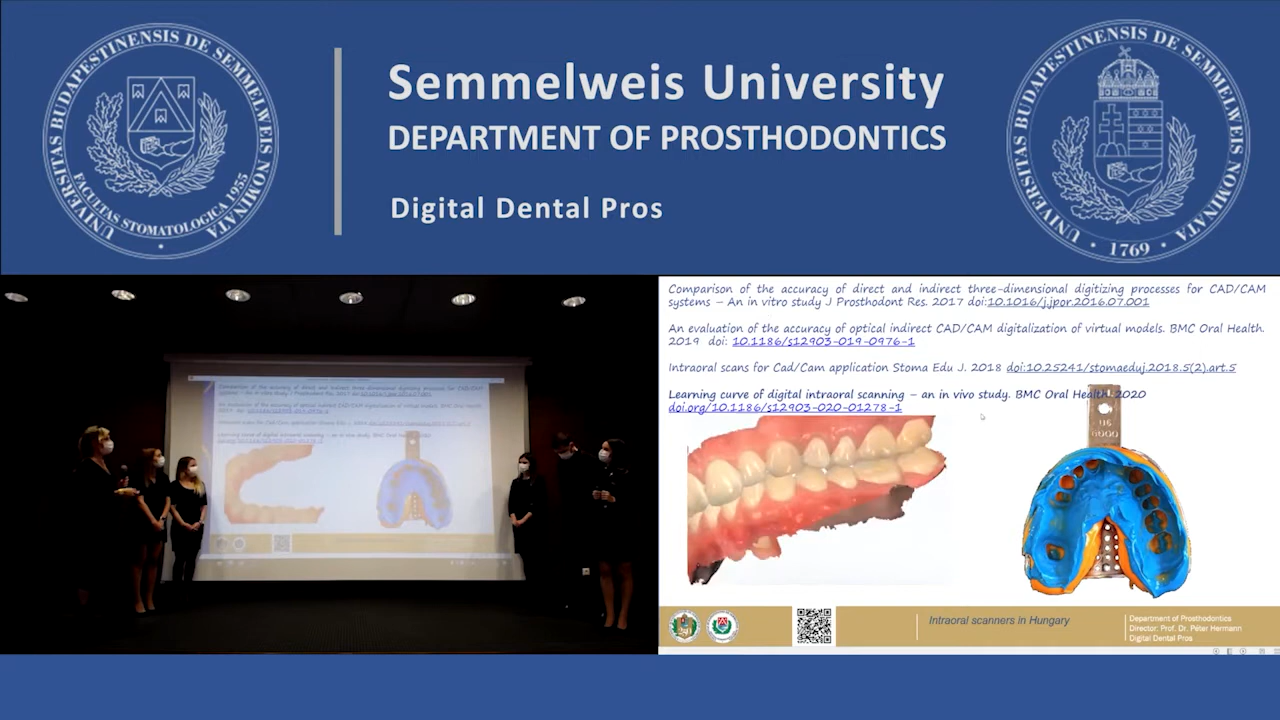 UNIVERSITAS BUDAPESTINENSIS DE SEMMELWEIS NOMINATA
FACULTAS STOMATOLOGICA 1955
Semmelweis University
DEPARTMENT OF PROSTHODONTICS
Digital Dental Pros
UNIVERSITAS BUDAPESTINENSIS DE SEMMELWEIS NOMINATA
• 1769 •
Comparison of the accuracy of direct and indirect three-dimensional digitizing processes for CAD/CAM
systems – An in vitro study J Prosthodont Res. 2017 doi:10.1016/j.jpor.2016.07.001
An evaluation of the accuracy of optical indirect CAD/CAM digitalization of virtual models. BMC Oral Health.
2019 doi: 10.1186/s12903-019-0976-1
Intraoral scans for Cad/Cam application Stoma Edu J. 2018 doi:10.25241/stomaeduj.2018.5(2).art.5
Learning curve of digital intraoral scanning – an in vivo study. BMC Oral Health. 2020
doi.org/10.1186/s12903-020-01278-1
Intraoral scanners in Hungary
Department of Prosthodontics
Director: Prof. Dr. Péter Hermann
Digital Dental Pros